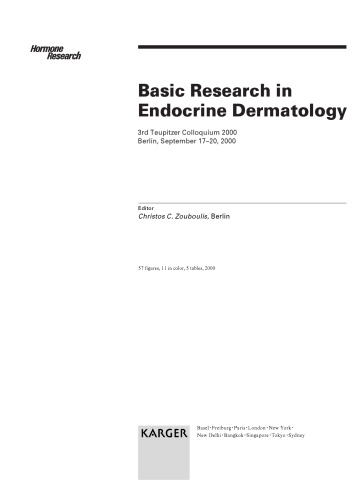 Hormone
Research
Basic Research in
Endocrine Dermatology
3rd Teupitzer Colloquium 2000
Berlin, September 17–20, 2000
Editor
Christos C. Zouboulis, Berlin
57 figures, 11 in color, 5 tables, 2000
KARGER
Basel • Freiburg • Paris • London • New York •
New Delhi • Bangkok • Singapore • Tokyo • Sydney